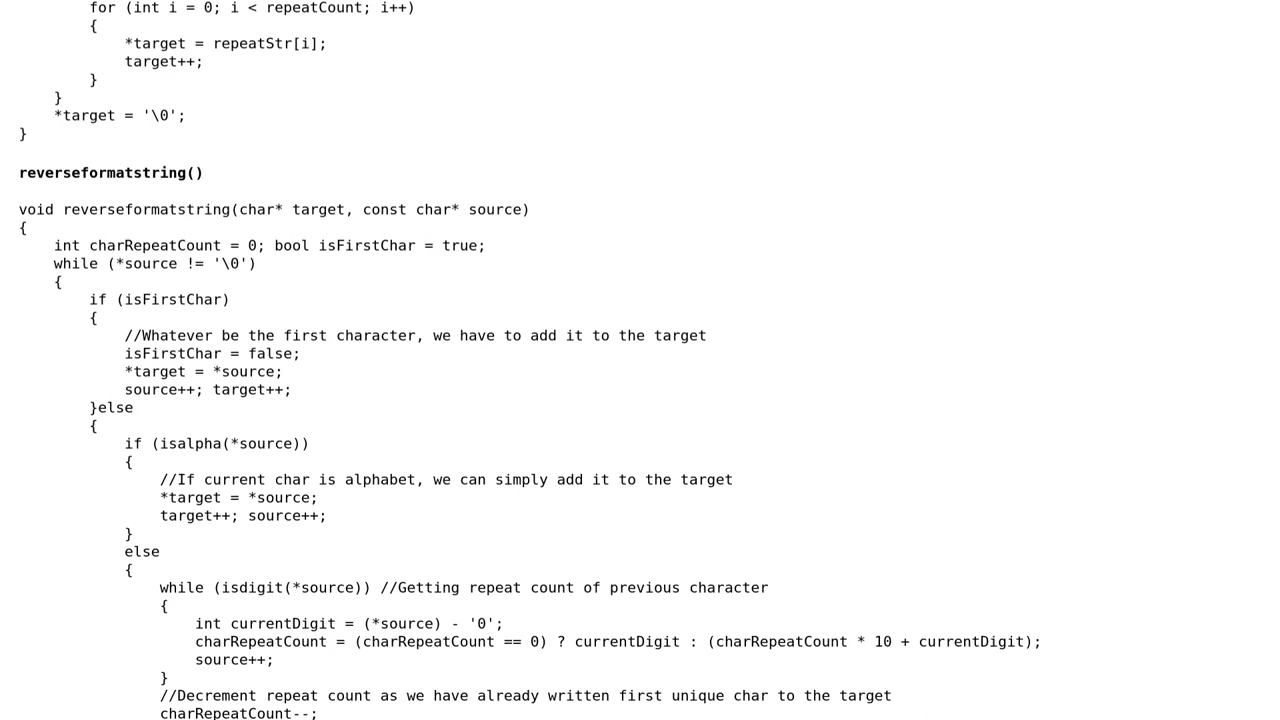 for (int i = 0; i < repeatCount; i++)
{
*target = repeatStr[i];
target++;
}
}
*target = '\0';
}
reverseformatstring()
void reverseformatstring(char* target, const char* source)
{
int charRepeatCount = 0; bool isFirstChar = true;
while (*source != '\0')
{
if (isFirstChar)
{
//Whatever be the first character, we have to add it to the target
isFirstChar = false;
*target = *source;
source++; target++;
}else
{
if (isalpha(*source))
{
//If current char is alphabet, we can simply add it to the target
*target = *source;
target++; source++;
}
else
{
while (isdigit(*source)) //Getting repeat count of previous character
{
int currentDigit = (*source) - '0';
charRepeatCount = (charRepeatCount == 0) ? currentDigit : (charRepeatCount * 10 + currentDigit);
source++;
}
//Decrement repeat count as we have already written first unique char to the target
charRepeatCount--;